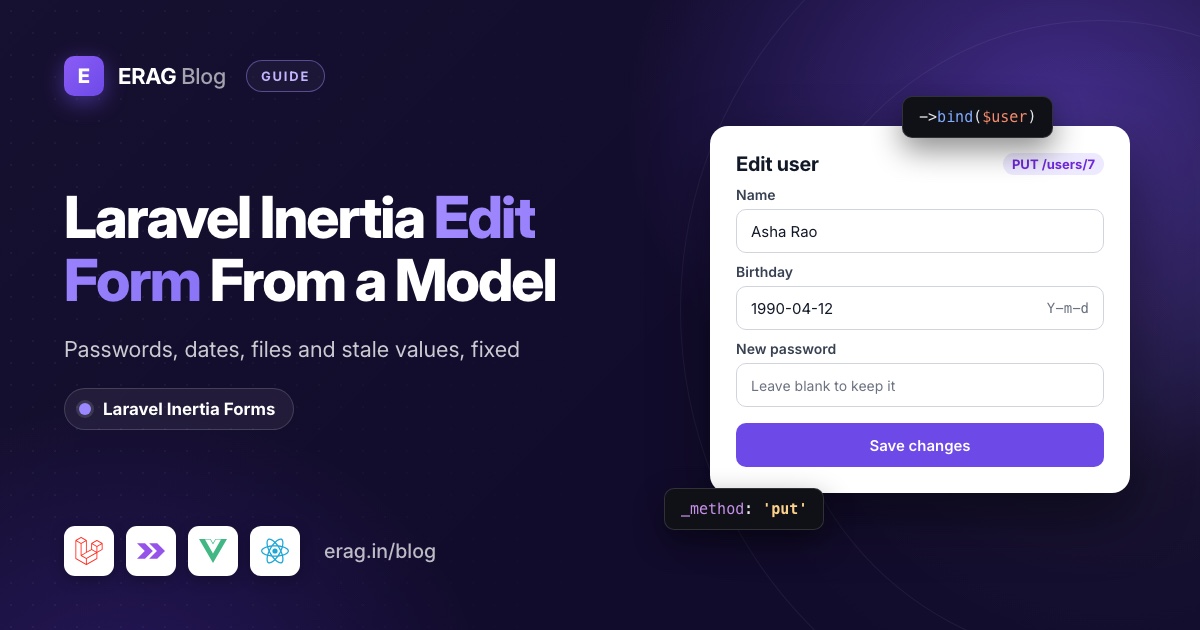 E
ERAG Blog
GUIDE
Laravel Inertia Edit
Form From a Model
Passwords, dates, files and stale values, fixed
Laravel Inertia Forms
erag.in/blog
->bind($user)
Edit user
PUT /users/7
Name
Asha Rao
Birthday
1990-04-12
Y-m-d
New password
Leave blank to keep it
Save changes
_method: 'put'